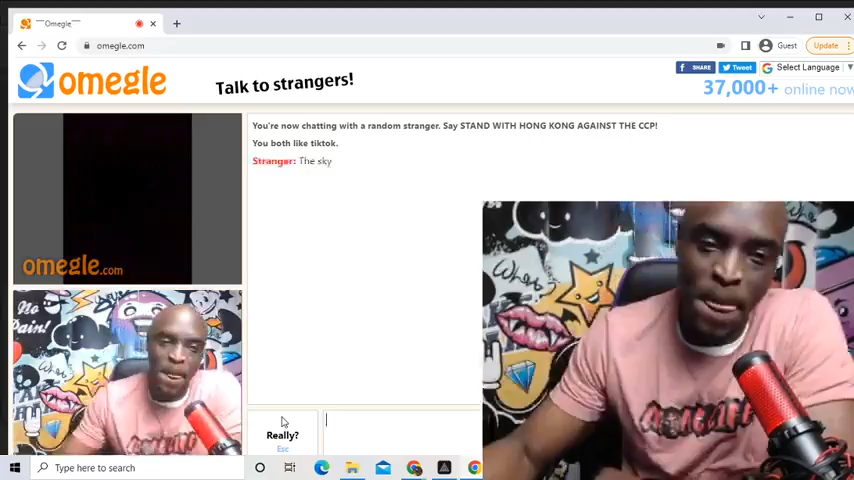 "Omegle"
omegle.com
Guest
Update
omegle
Talk to strangers!
SHARE
Tweet
Select Language
37,000+ online now
You're now chatting with a random stranger. Say STAND WITH HONG KONG AGAINST THE CCP!
You both like tiktok.
Stranger: The sky
omegle.com
No
Pain!
Really?
Esc
Type here to search